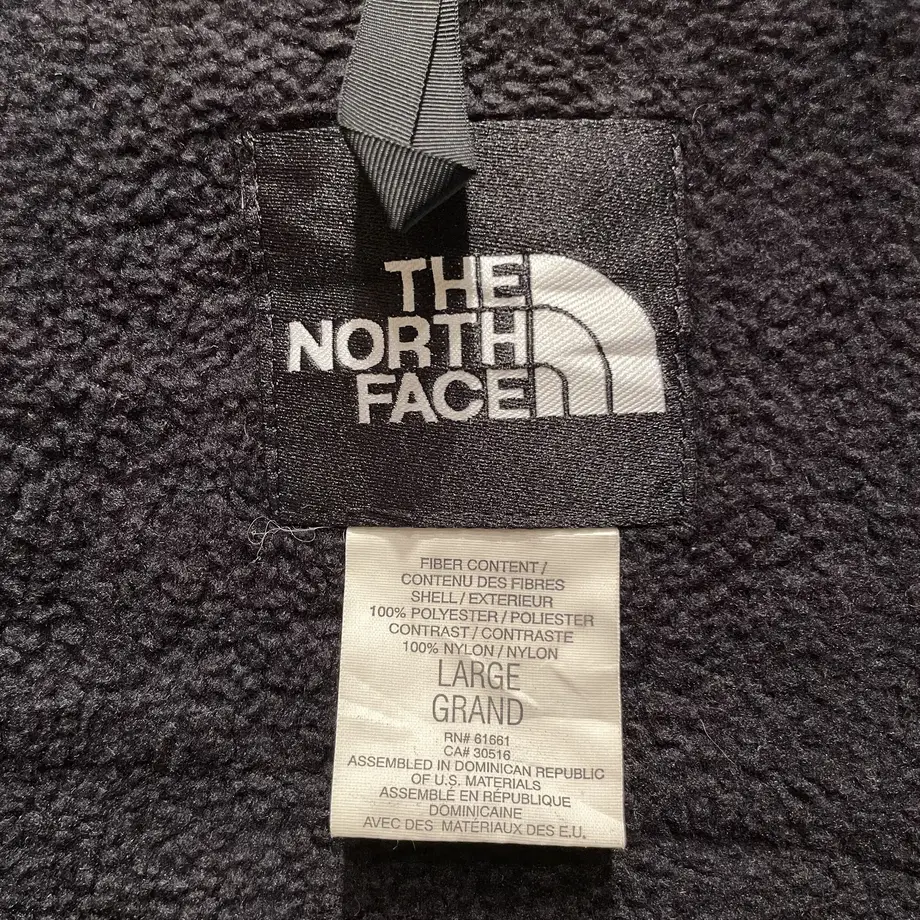 THE
NORTH
FACE
FIBER CONTENT /
CONTENU DES FIBRES
SHELL / EXTERIEUR
100% POLYESTER / POLIESTER
CONTRAST / CONTRASTE
100% NYLON / NYLON
LARGE
GRAND
RN# 61661
CA# 30516
ASSEMBLED IN DOMINICAN REPUBLIC
OF U.S. MATERIALS
ASSEMBLÉ EN RÉPUBLIQUE
DOMINICAINE
AVEC DES MATÉRIAUX DES E.U.